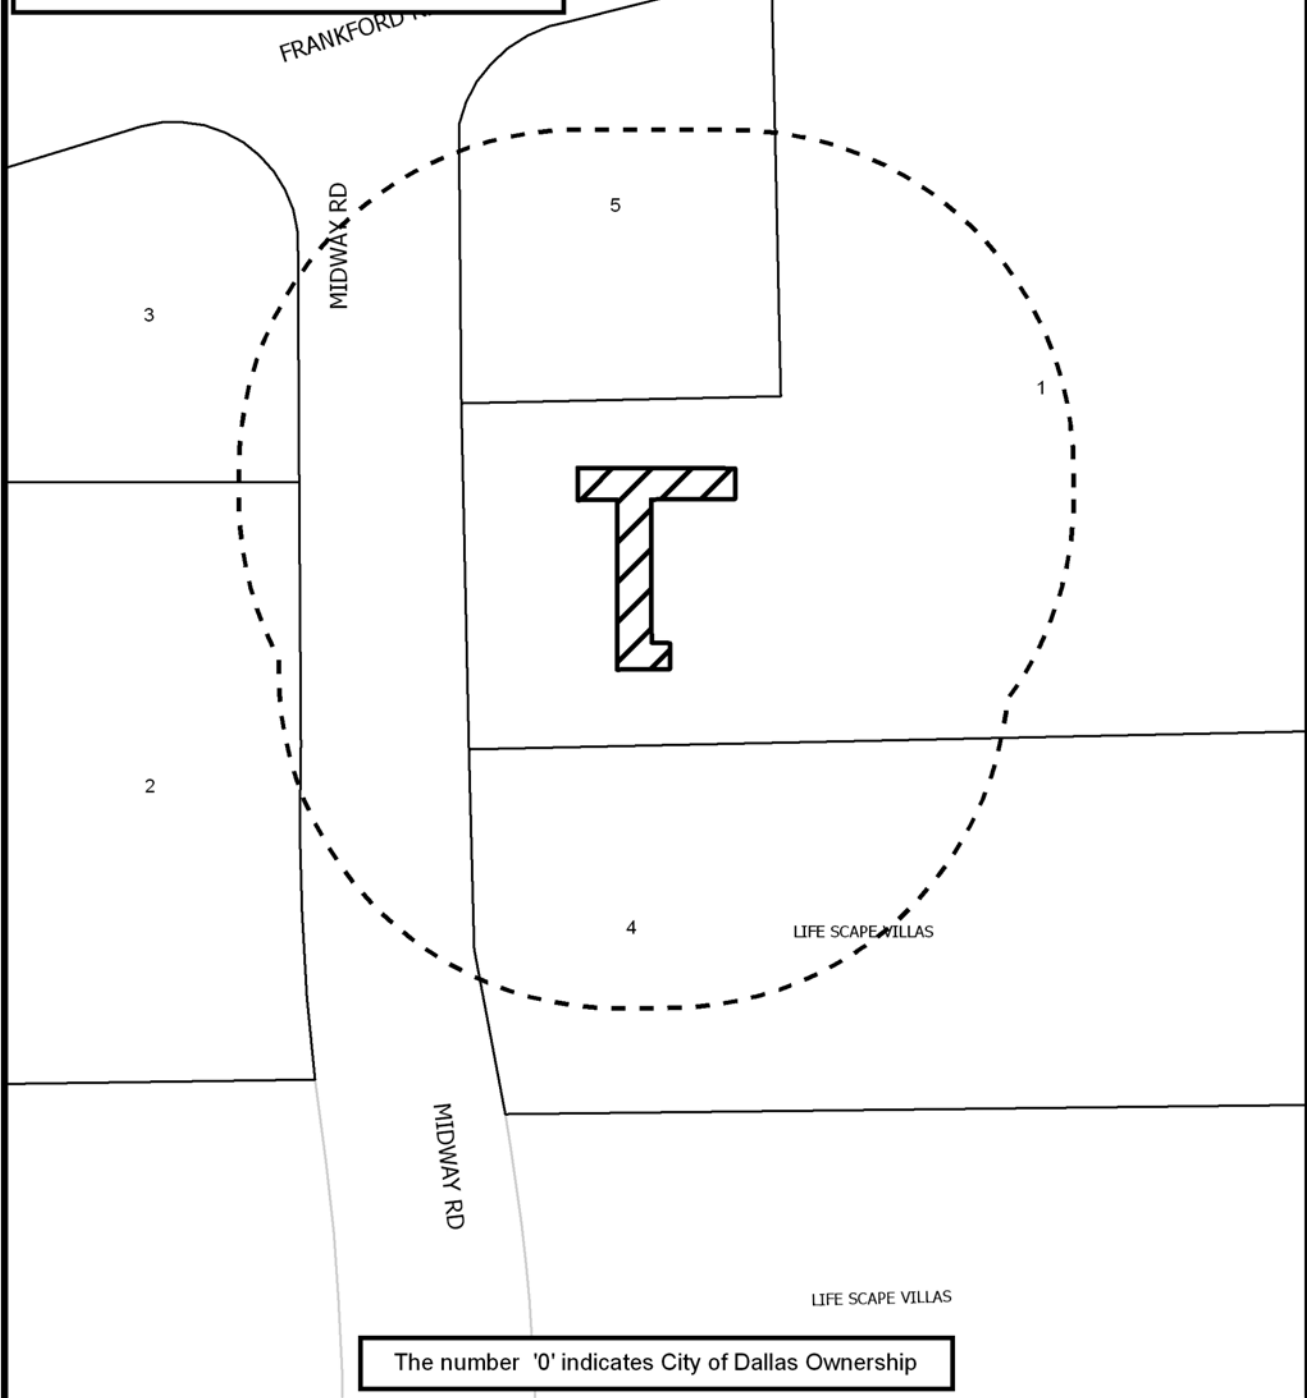 FRANKFORD
MIDWAY RD
5
3
1
2
4
LIFE SCAPE VILLAS
MIDWAY RD
LIFE SCAPE VILLAS
The number '0' indicates City of Dallas Ownership